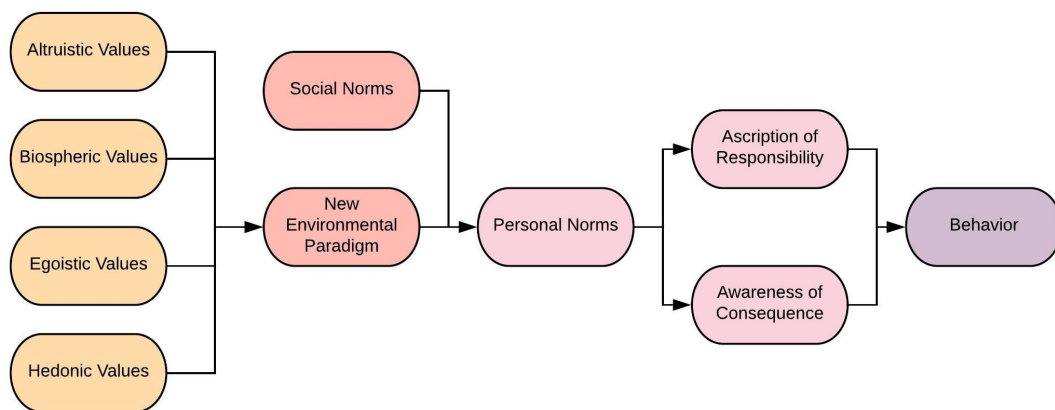 Altruistic Values
Biospheric Values
Egoistic Values
Hedonic Values
Social Norms
New
Environmental
Paradigm
Personal Norms
Ascription of
Responsibility
Awareness of
Consequence
Behavior